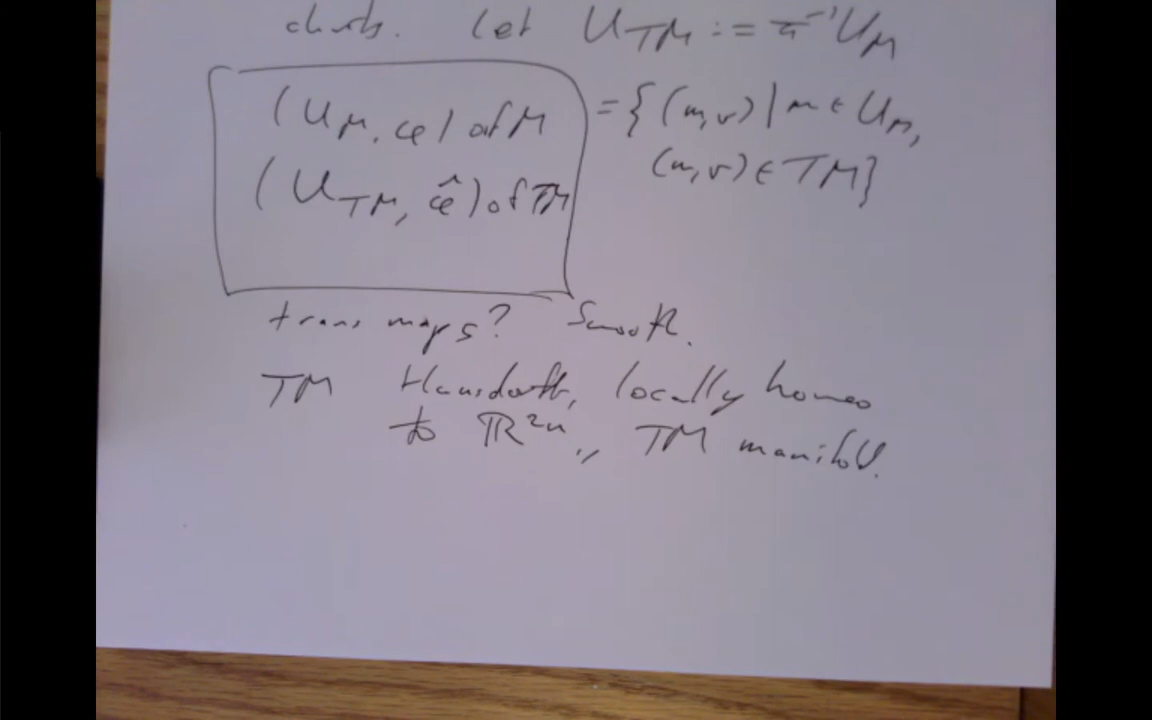 charts. Let U_TM := π⁻¹U_M
(U_M, φ) of M
= {(m,v) | m ∈ U_M,
(m,v) ∈ TM}
(U_TM, φ̂) of TM
trans maps? Smooth.
TM Hausdorff, locally homeo
to ℝ²ⁿ,, TM manifold.